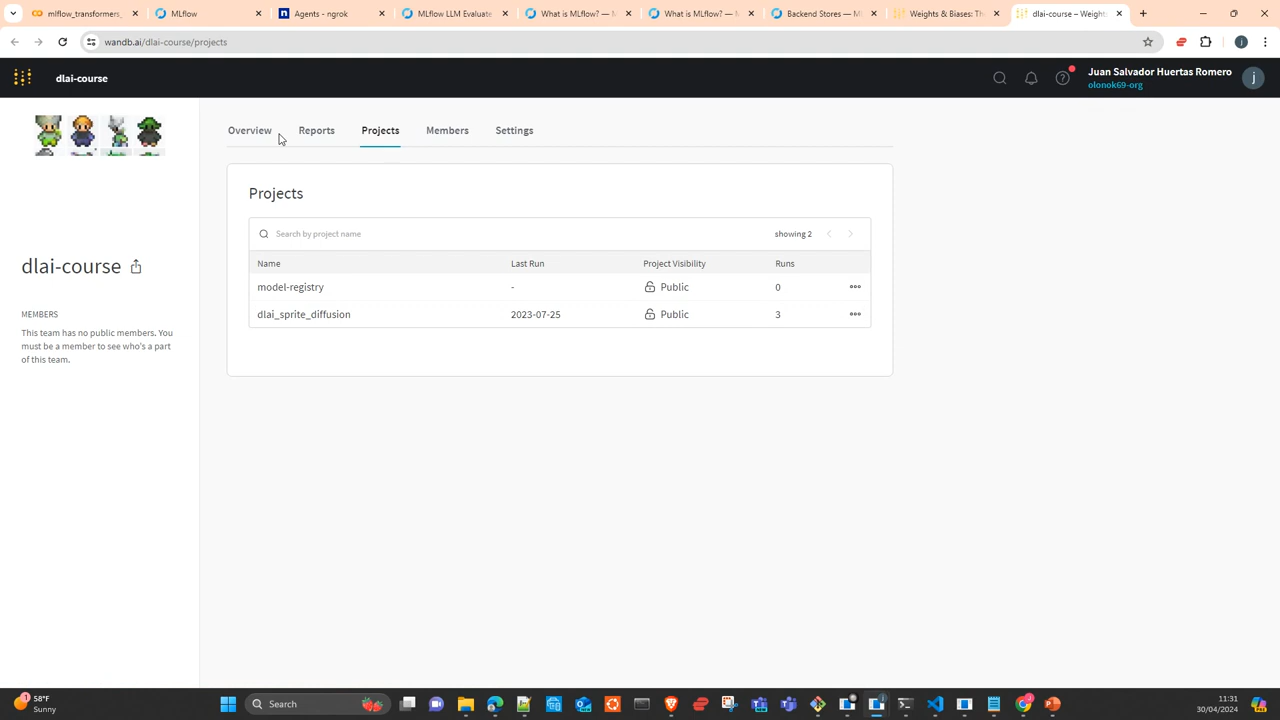 mlflow_transformers_
MLflow
Agents - ngrok
MLflow LLM Evaluate
What is MLflow? — M
What is MLflow? — M
Backend Stores — ML
Weights & Biases: Th
dlai-course – Weight
wandb.ai/dlai-course/projects
dlai-course
Juan Salvador Huertas Romero
olonok69-org
j
Overview
Reports
Projects
Members
Settings
Projects
Search by project name
showing 2
Name
Last Run
Project Visibility
Runs
model-registry
-
Public
0
dlai_sprite_diffusion
2023-07-25
Public
3
dlai-course
MEMBERS
This team has no public members. You
must be a member to see who's a part
of this team.
1
58°F
Sunny
Search
11:31
30/04/2024